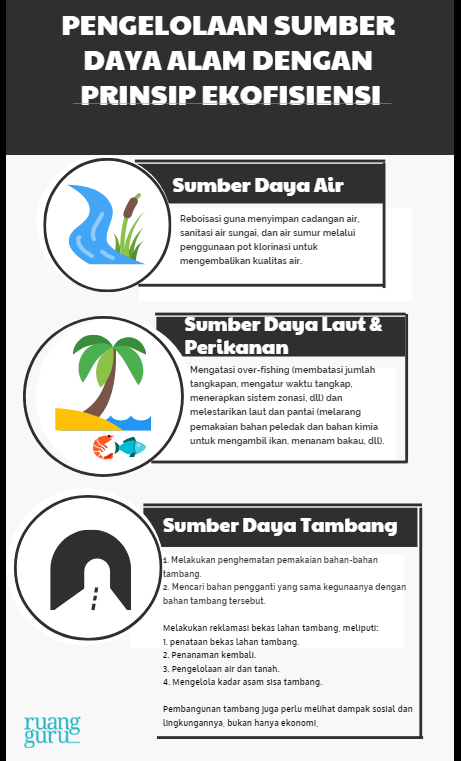 PENGELOLAAN SUMBER
DAYA ALAM DENGAN
PRINSIP EKOFISIENSI
Sumber Daya Air
Reboisasi guna menyimpan cadangan air,
sanitasi air sungai, dan air sumur melalui
penggunaan pot klorinasi untuk
mengembalikan kualitas air.
Sumber Daya Laut &
Perikanan
Mengatasi over-fishing (membatasi jumlah
tangkapan, mengatur waktu tangkap,
menerapkan sistem zonasi, dll) dan
melestarikan laut dan pantai (melarang
pemakaian bahan peledak dan bahan kimia
untuk mengambil ikan, menanam bakau, dll).
Sumber Daya Tambang
1. Melakukan penghematan pemakaian bahan-bahan
tambang.
2. Mencari bahan pengganti yang sama kegunaanya dengan
bahan tambang tersebut.
Melakukan reklamasi bekas lahan tambang, meliputi:
1. penataan bekas lahan tambang.
2. Penanaman kembali.
3. Pengelolaan air dan tanah.
4. Mengelola kadar asam sisa tambang.
Pembangunan tambang juga perlu melihat dampak sosial dan
lingkungannya, bukan hanya ekonomi.
ruang
guru